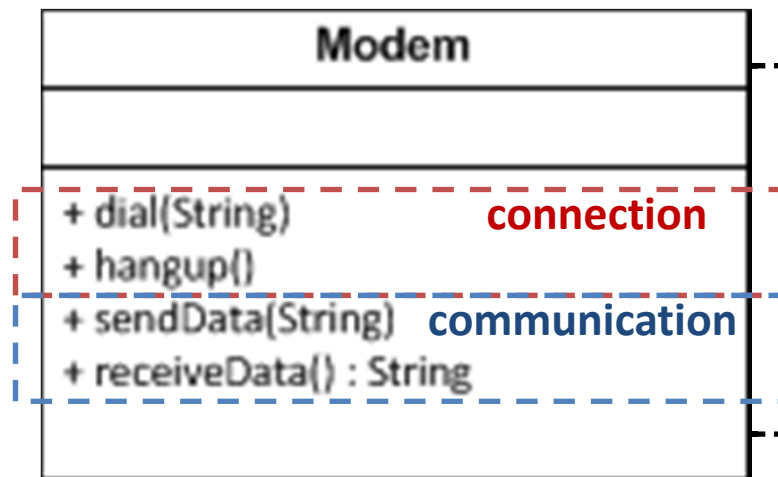 Modem
+ dial(String) connection
+ hangup()
+ sendData(String) communication
+ receiveData() : String